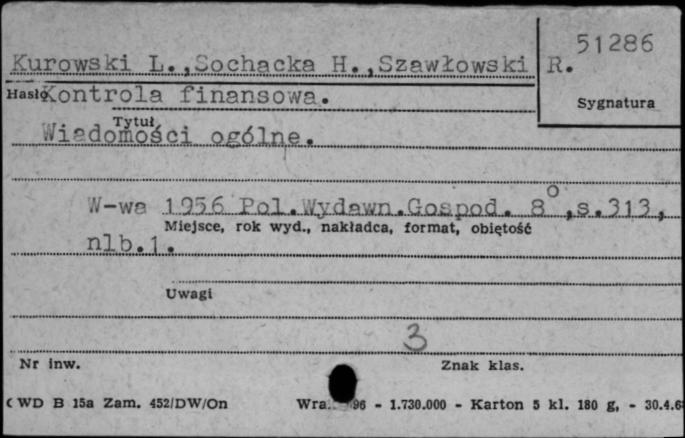 51286
Kurowski L.,Sochacka H.,Szawłowski R.
Hasło Kontrola finansowa.
Sygnatura
Tytuł
Wiadomości ogólne.
W-wa 1956 Pol.Wydawn.Gospod. 8°,s.313,
Miejsce, rok wyd., nakładca, format, objętość
nlb.1.
Uwagi
3
Nr inw. Znak klas.
CWD B 15a Zam. 452/DW/On 96 - 1.730.000 - Karton 5 kl. 180 g, - 30.4.6